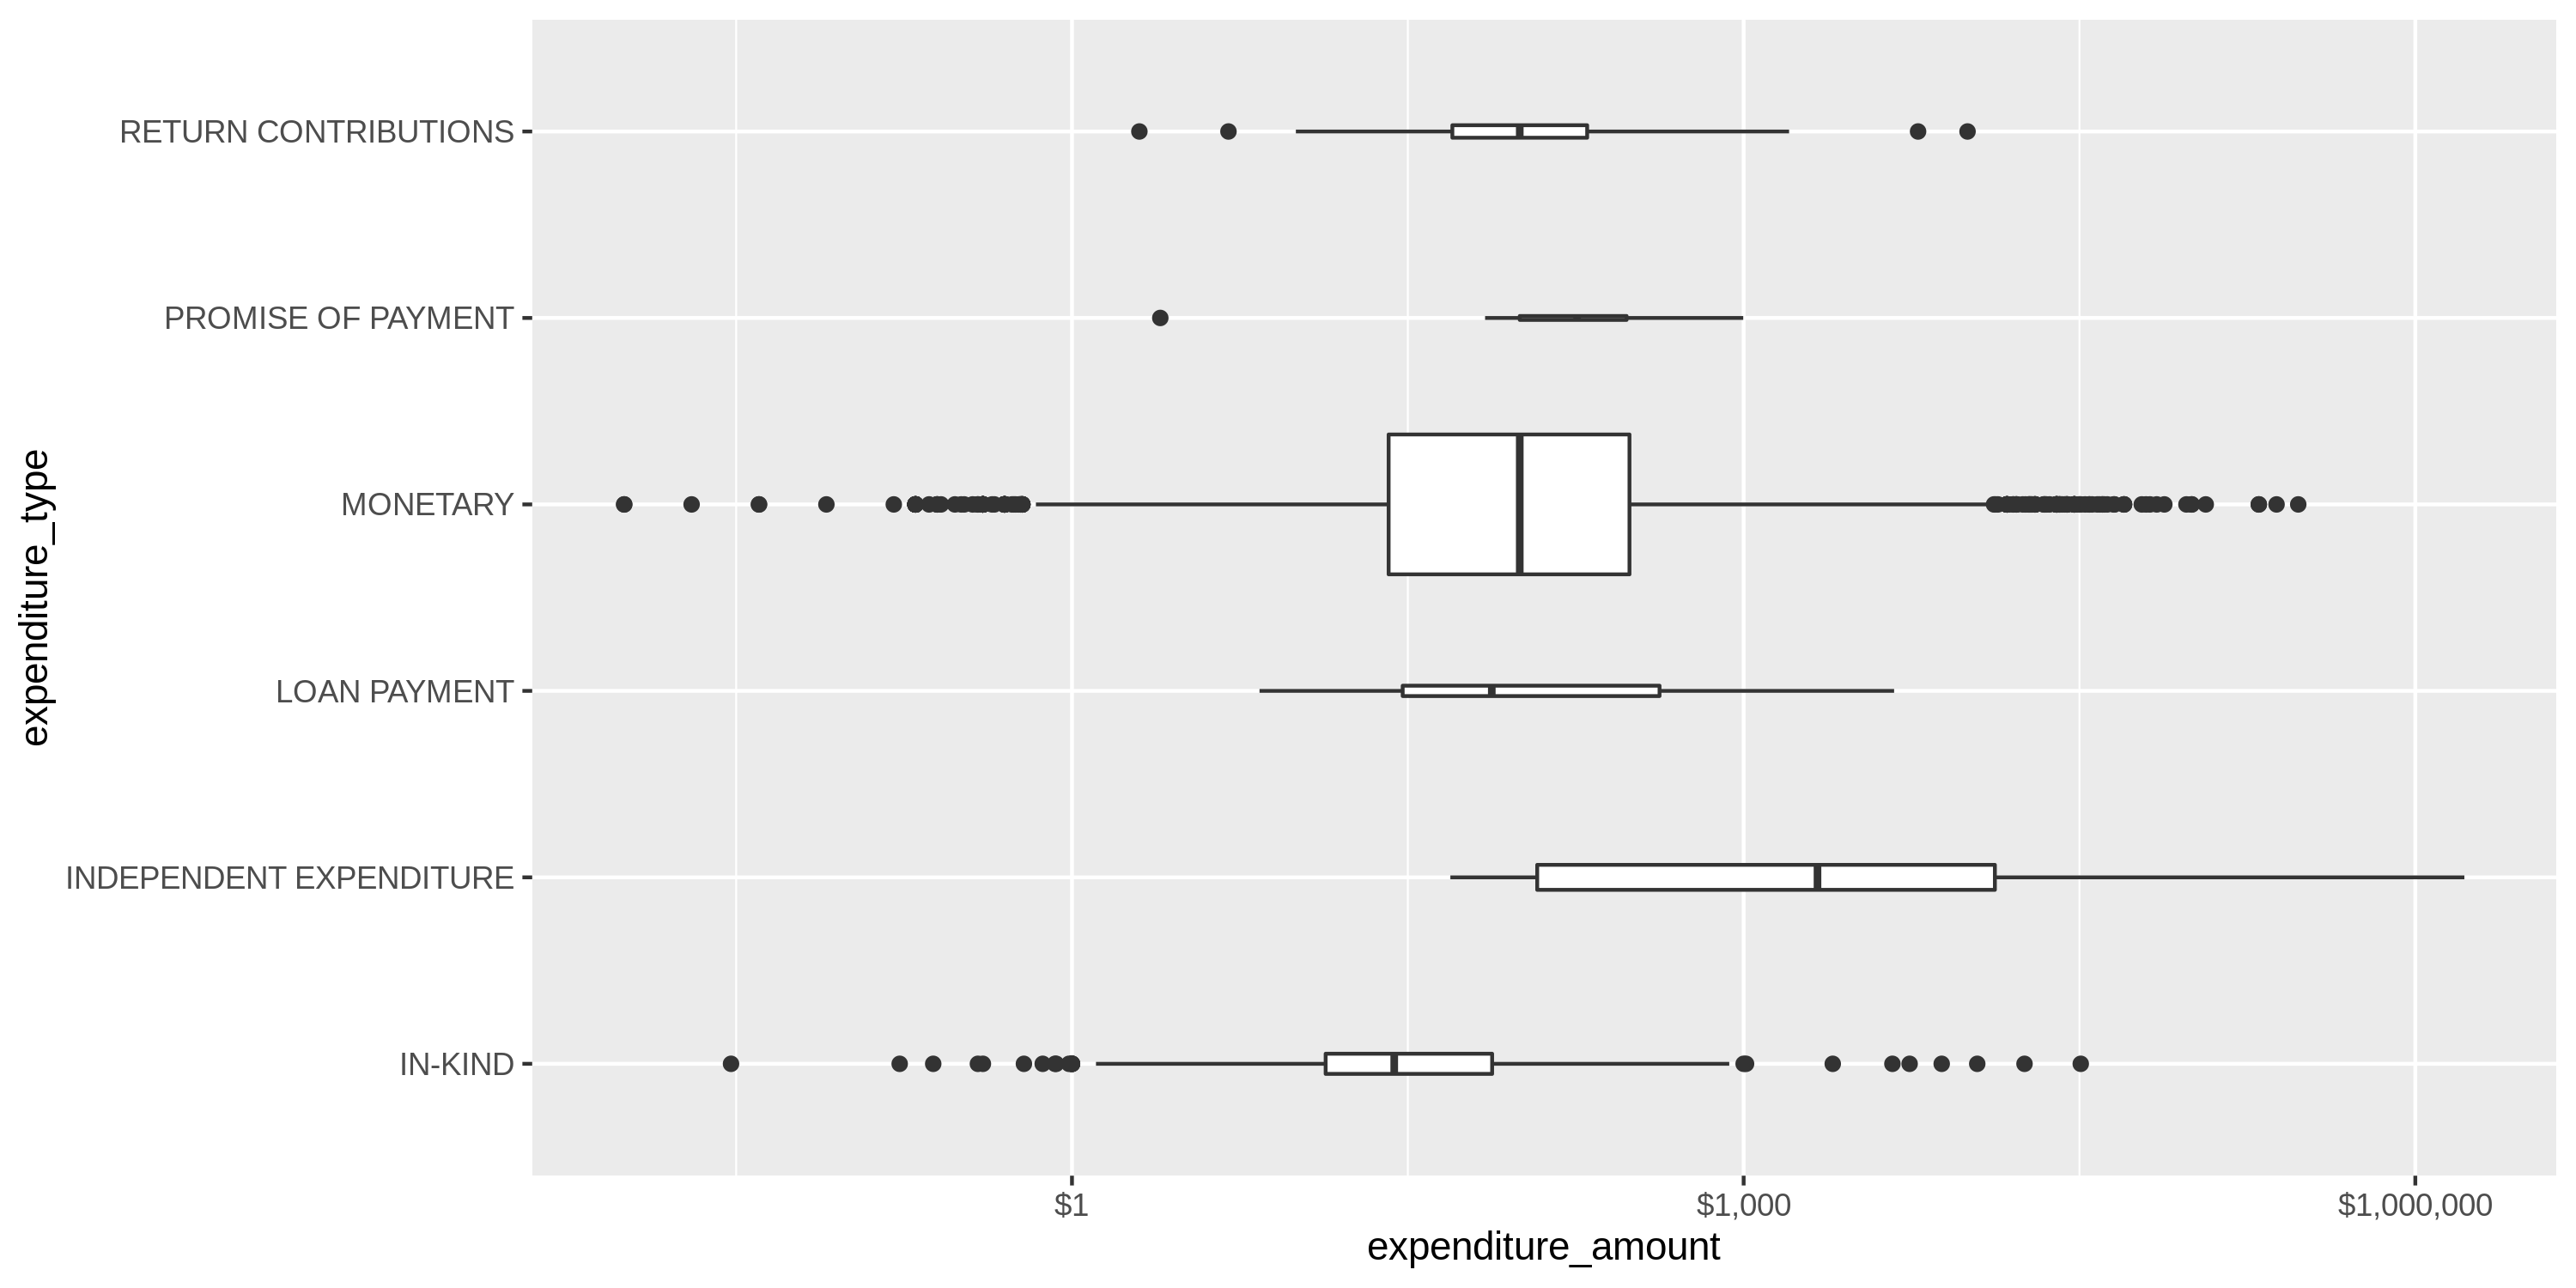 expenditure_type
RETURN CONTRIBUTIONS
PROMISE OF PAYMENT
MONETARY
LOAN PAYMENT
INDEPENDENT EXPENDITURE
IN-KIND
$1
$1,000
$1,000,000
expenditure_amount